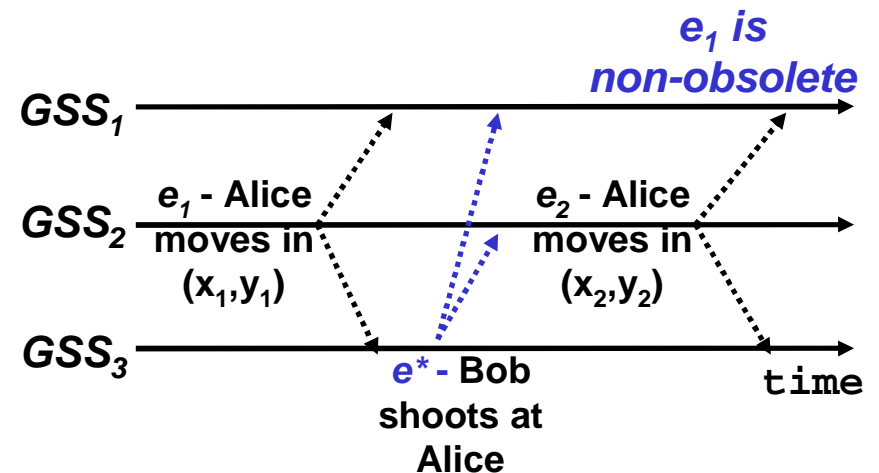 e₁ is
non-obsolete
GSS₁
e₁ - Alice
moves in
(x₁,y₁)
e₂ - Alice
moves in
(x₂,y₂)
GSS₂
GSS₃
e* - Bob
shoots at
Alice
time